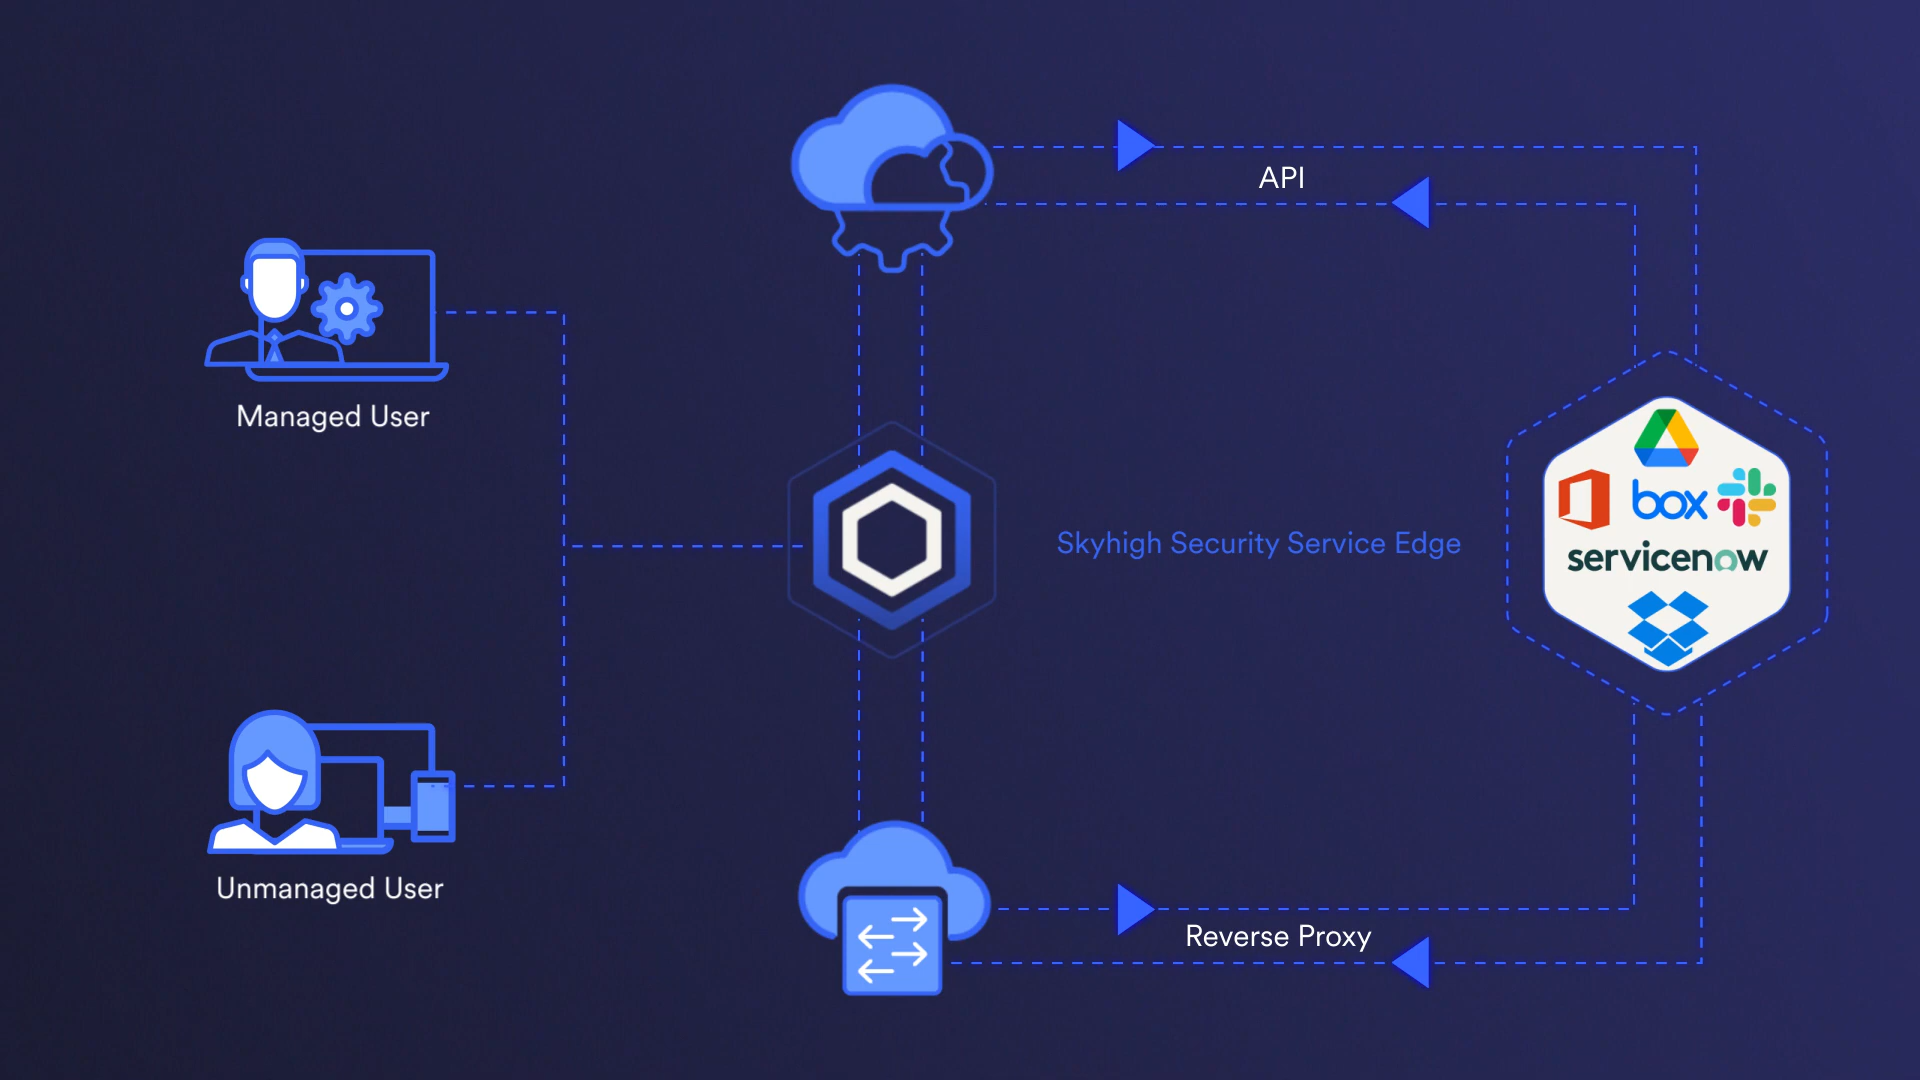 API
Managed User
box
Skyhigh Security Service Edge
servicenow
Unmanaged User
Reverse Proxy